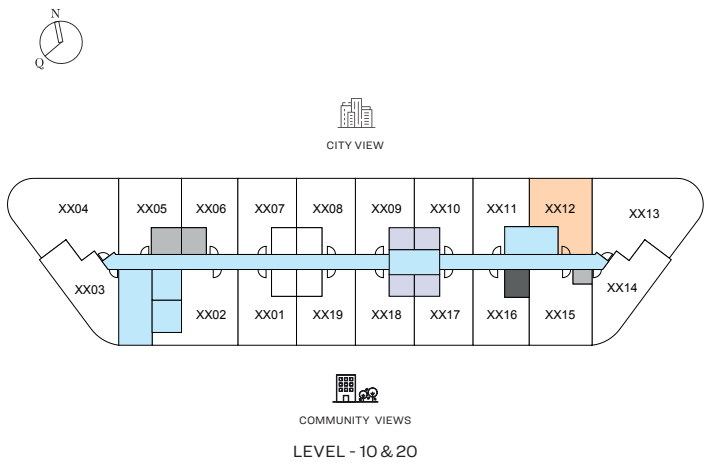 N
Q
CITY VIEW
XX04 XX05 XX06 XX07 XX08 XX09 XX10 XX11 XX12 XX13
XX03 XX14
XX02 XX01 XX19 XX18 XX17 XX16 XX15
COMMUNITY VIEWS
LEVEL - 10 & 20